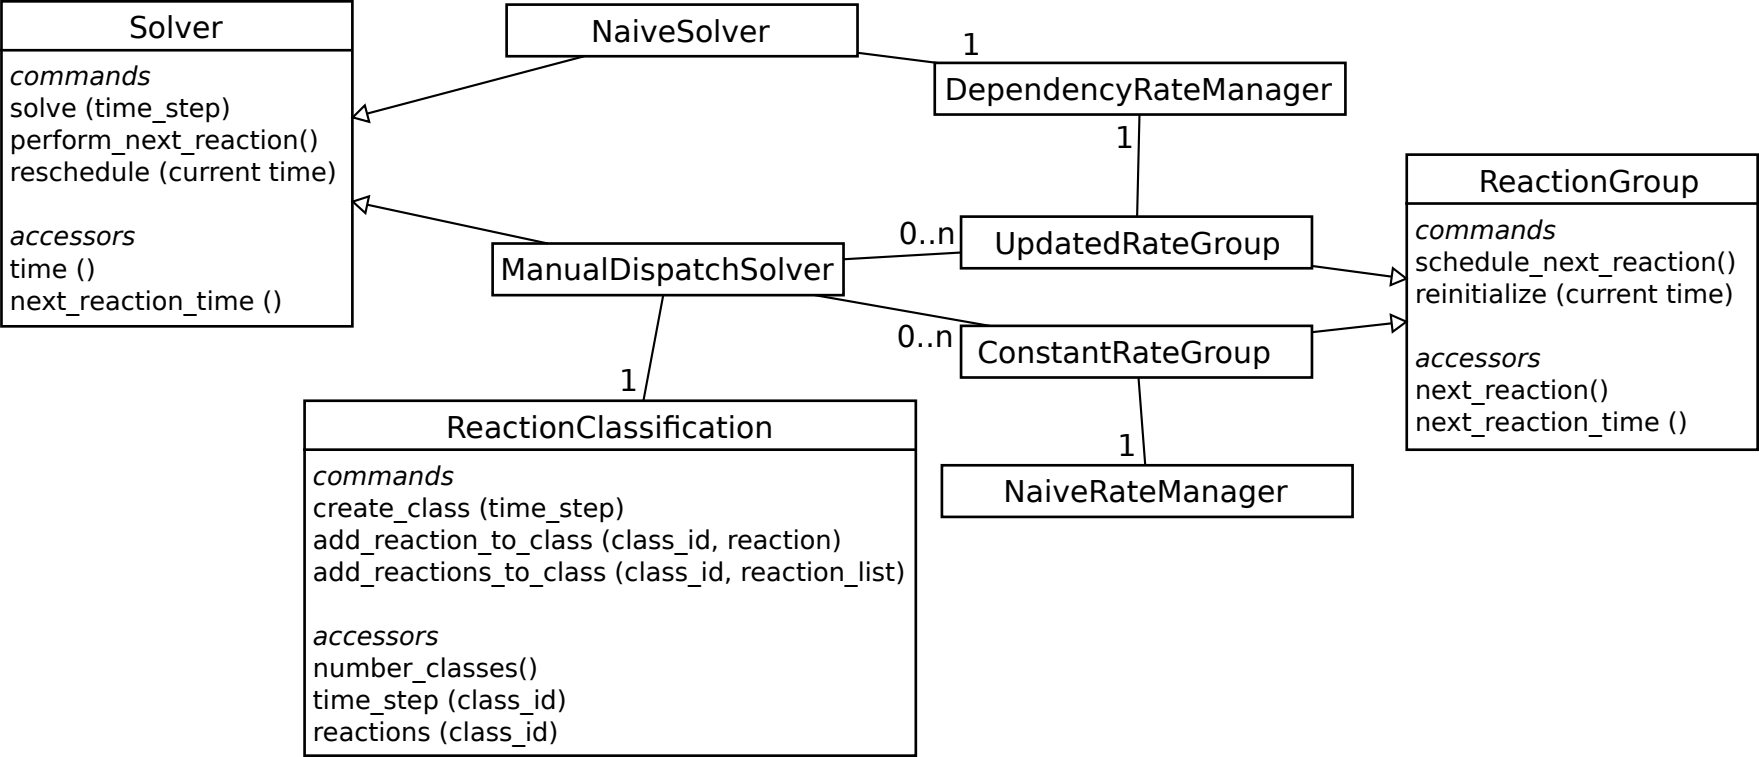 Solver
commands
solve (time_step)
perform_next_reaction()
reschedule (current time)
accessors
time ()
next_reaction_time ()
NaiveSolver
1
DependencyRateManager
1
ManualDispatchSolver
0..n
UpdatedRateGroup
0..n
ConstantRateGroup
1
NaiveRateManager
ReactionGroup
commands
schedule_next_reaction()
reinitialize (current time)
accessors
next_reaction()
next_reaction_time ()
1
ReactionClassification
commands
create_class (time_step)
add_reaction_to_class (class_id, reaction)
add_reactions_to_class (class_id, reaction_list)
accessors
number_classes()
time_step (class_id)
reactions (class_id)